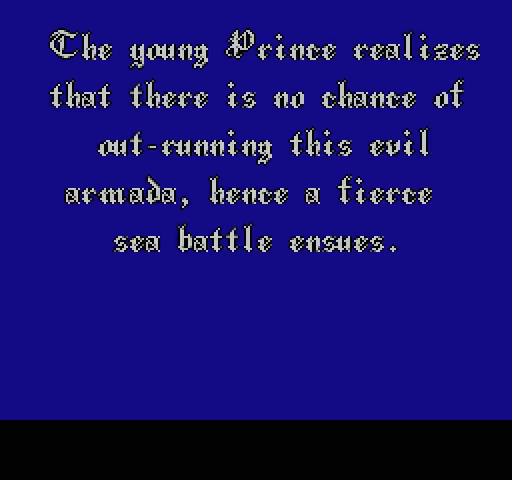 The young Prince realizes
that there is no chance of
out-running this evil
armada, hence a fierce
sea battle ensues.